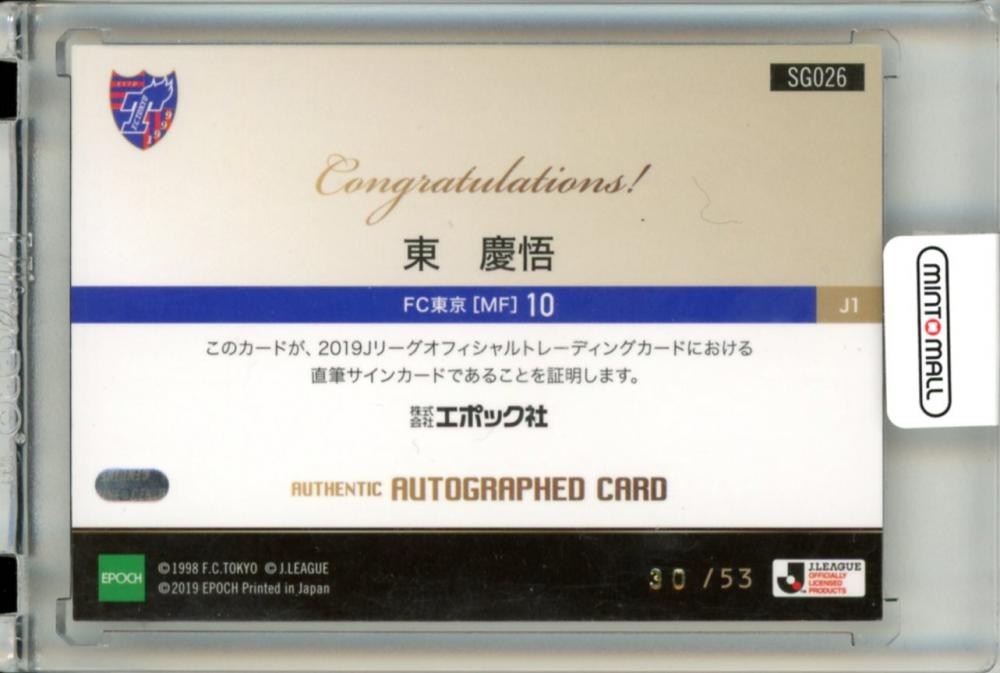 SG026
FC TOKYO
1999
Congratulations!
東 慶悟
FC東京 [MF] 10
J1
このカードが、2019Jリーグオフィシャルトレーディングカードにおける
直筆サインカードであることを証明します。
株式会社エポック社
AUTHENTIC AUTOGRAPHED CARD
EPOCH
©1998 F.C.TOKYO ©J.LEAGUE
©2019 EPOCH Printed in Japan
30 /53
J.LEAGUE
OFFICIALLY
LICENSED
PRODUCTS
MINTOMALL